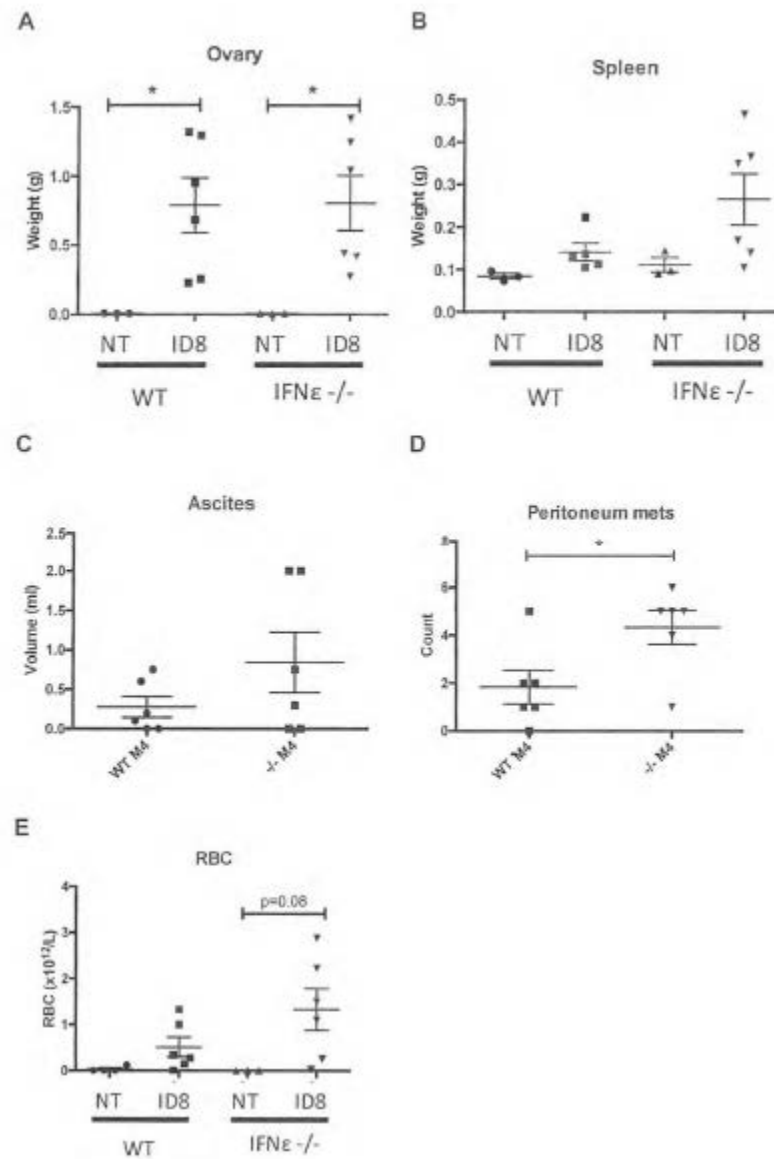 A
Ovary
*
*
Weight (g)
1.5
1.0
0.5
0.0
NT ID8 NT ID8
WT IFNε -/-
B
Spleen
Weight (g)
0.5
0.4
0.3
0.2
0.1
0.0
NT ID8 NT ID8
WT IFNε -/-
C
Ascites
Volume (ml)
2.5
2.0
1.5
1.0
0.5
0.0
WT M4
-/- M4
D
Peritoneum mets
*
Count
8
6
4
2
0
WT M4
-/- M4
E
RBC
p=0.06
RBC (x10¹²/L)
4
3
2
1
0
NT ID8 NT ID8
WT IFNε -/-